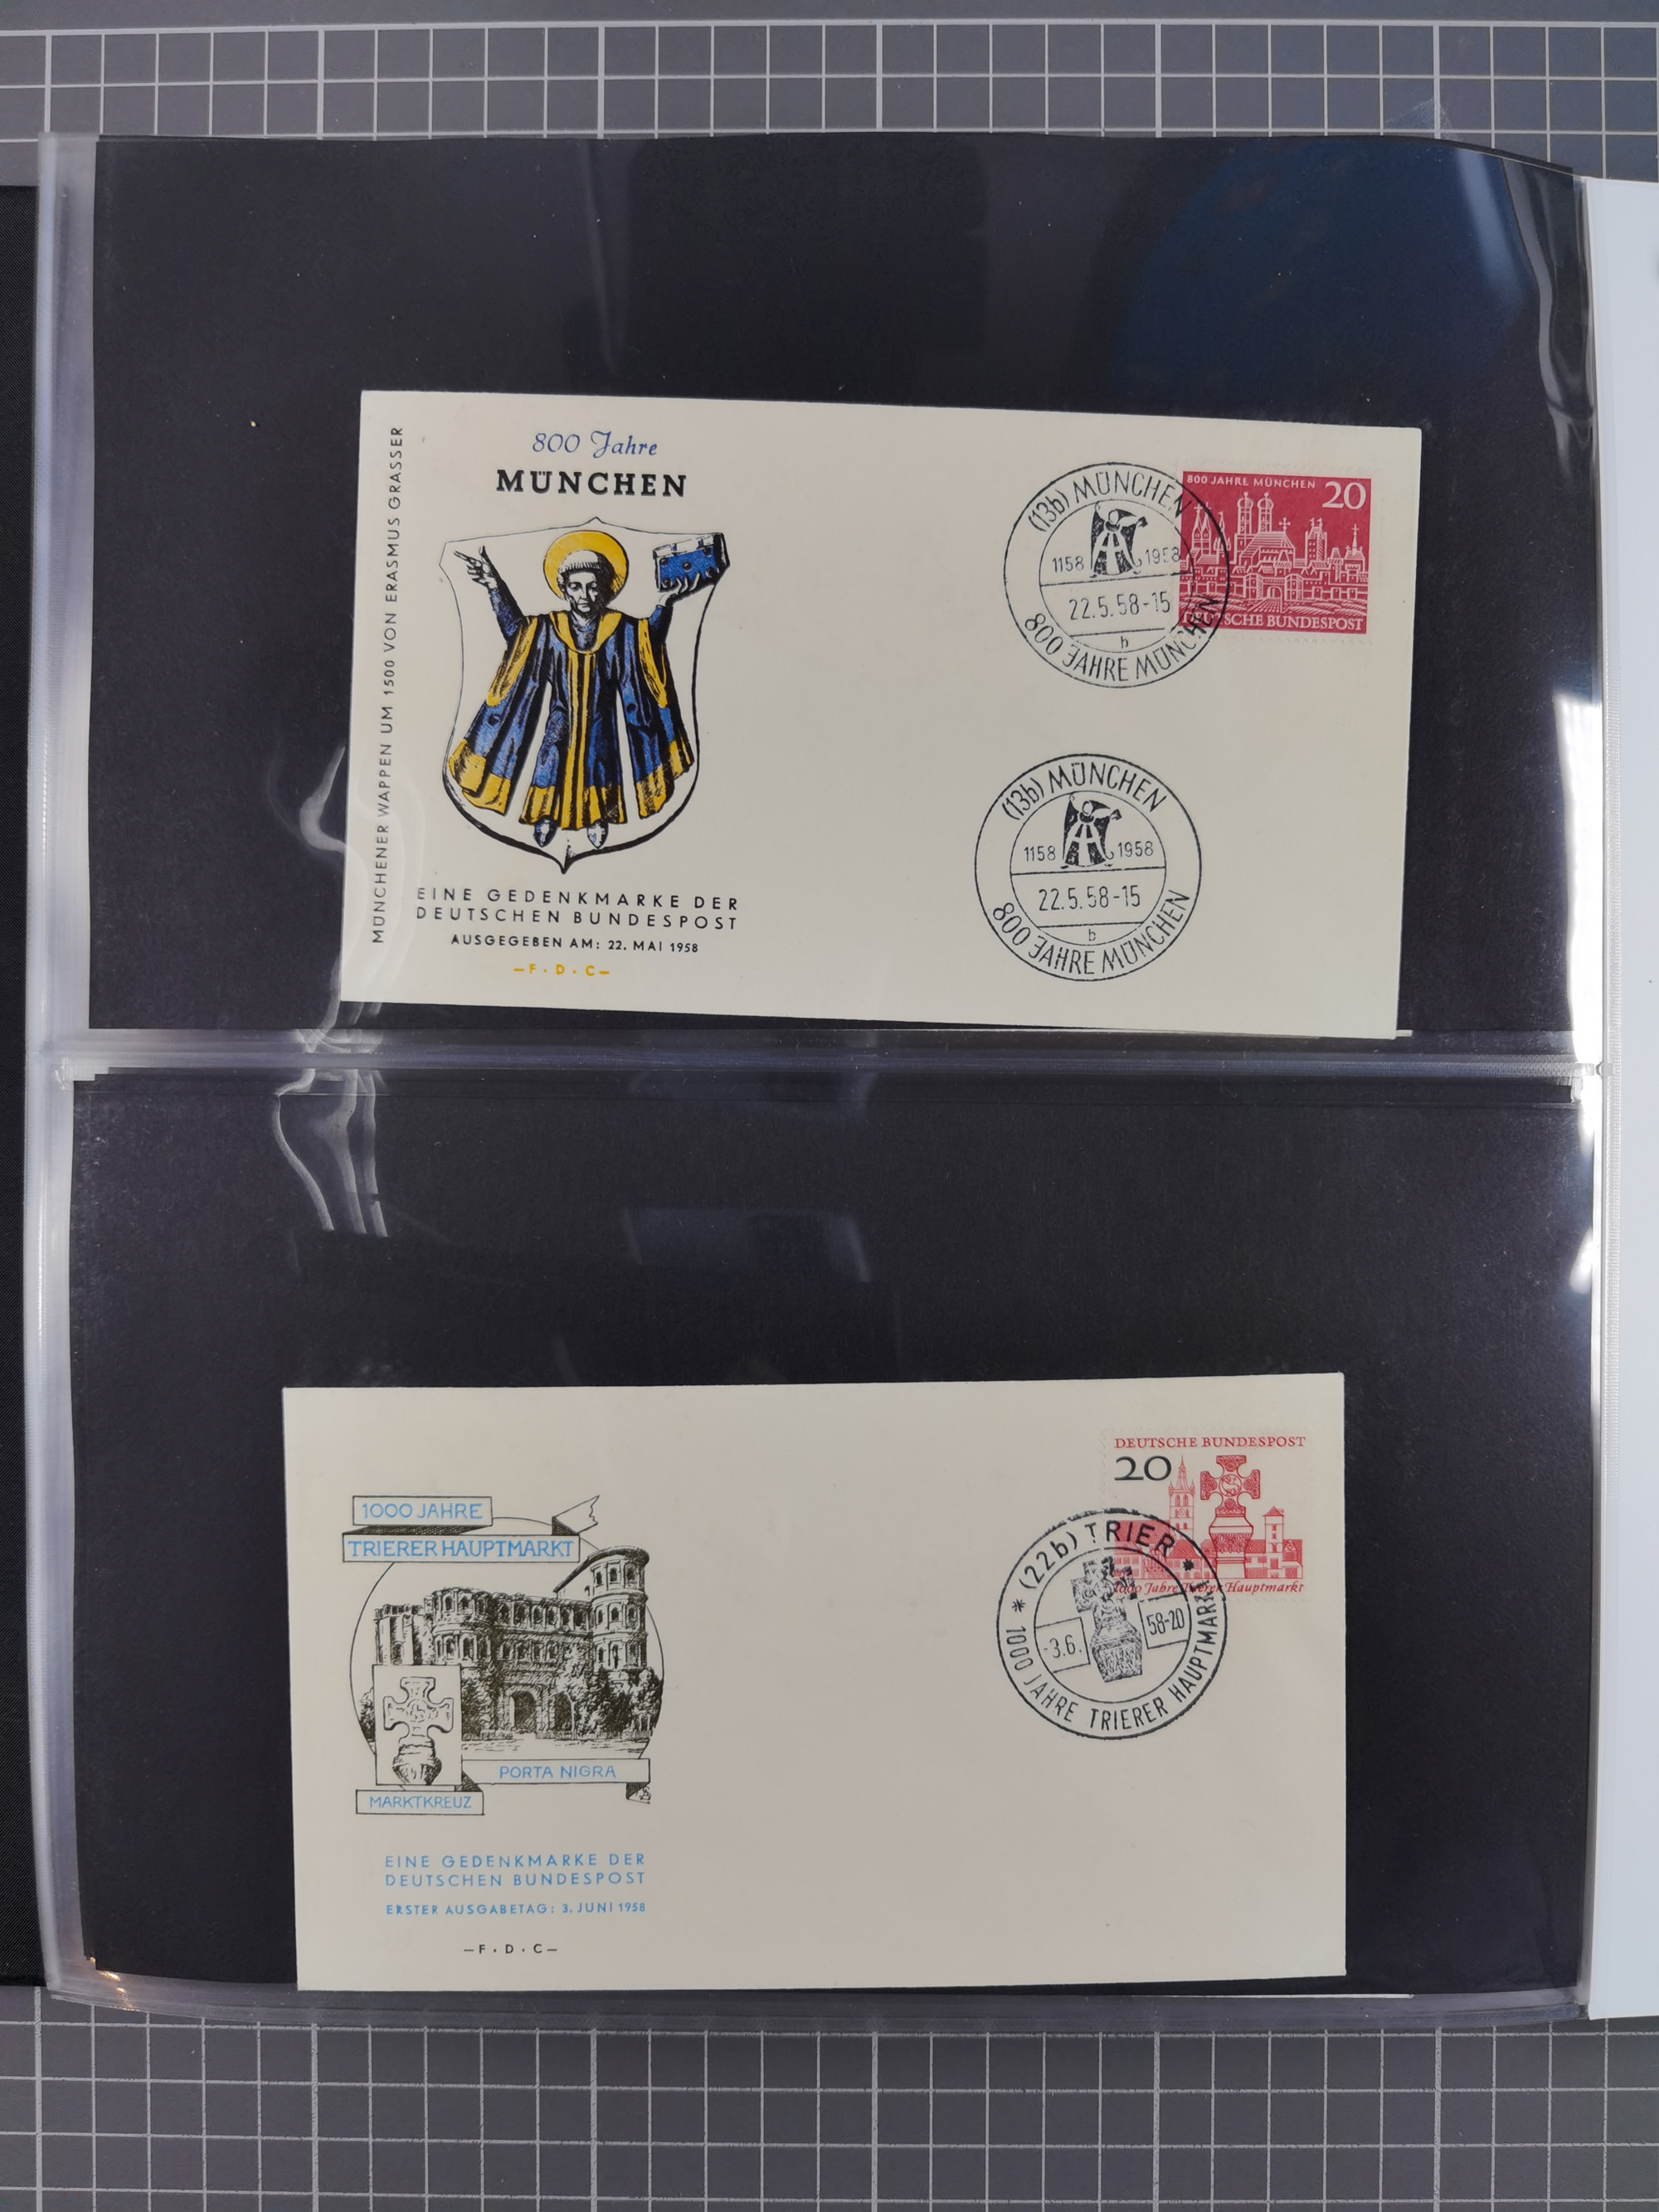 MÜNCHENER WAPPEN UM 1500 VON ERASMUS GRASSER
800 Jahre
MÜNCHEN
EINE GEDENKMARKE DER
DEUTSCHEN BUNDESPOST
AUSGEGEBEN AM: 22. MAI 1958
—F·D·C—
(13b) MÜNCHEN
1158 1958
22.5.58-15
b
800 JAHRE MÜNCHEN
800 JAHRE MÜNCHEN 20
DEUTSCHE BUNDESPOST
(13b) MÜNCHEN
1158 1958
22.5.58-15
b
800 JAHRE MÜNCHEN
1000 JAHRE
TRIERER HAUPTMARKT
PORTA NIGRA
MARKTKREUZ
EINE GEDENKMARKE DER
DEUTSCHEN BUNDESPOST
ERSTER AUSGABETAG: 3. JUNI 1958
—F·D·C—
DEUTSCHE BUNDESPOST
20
1000 Jahre Trierer Hauptmarkt
* (22b) TRIER *
-3.6. 58-20
1000 JAHRE TRIERER HAUPTMARKT